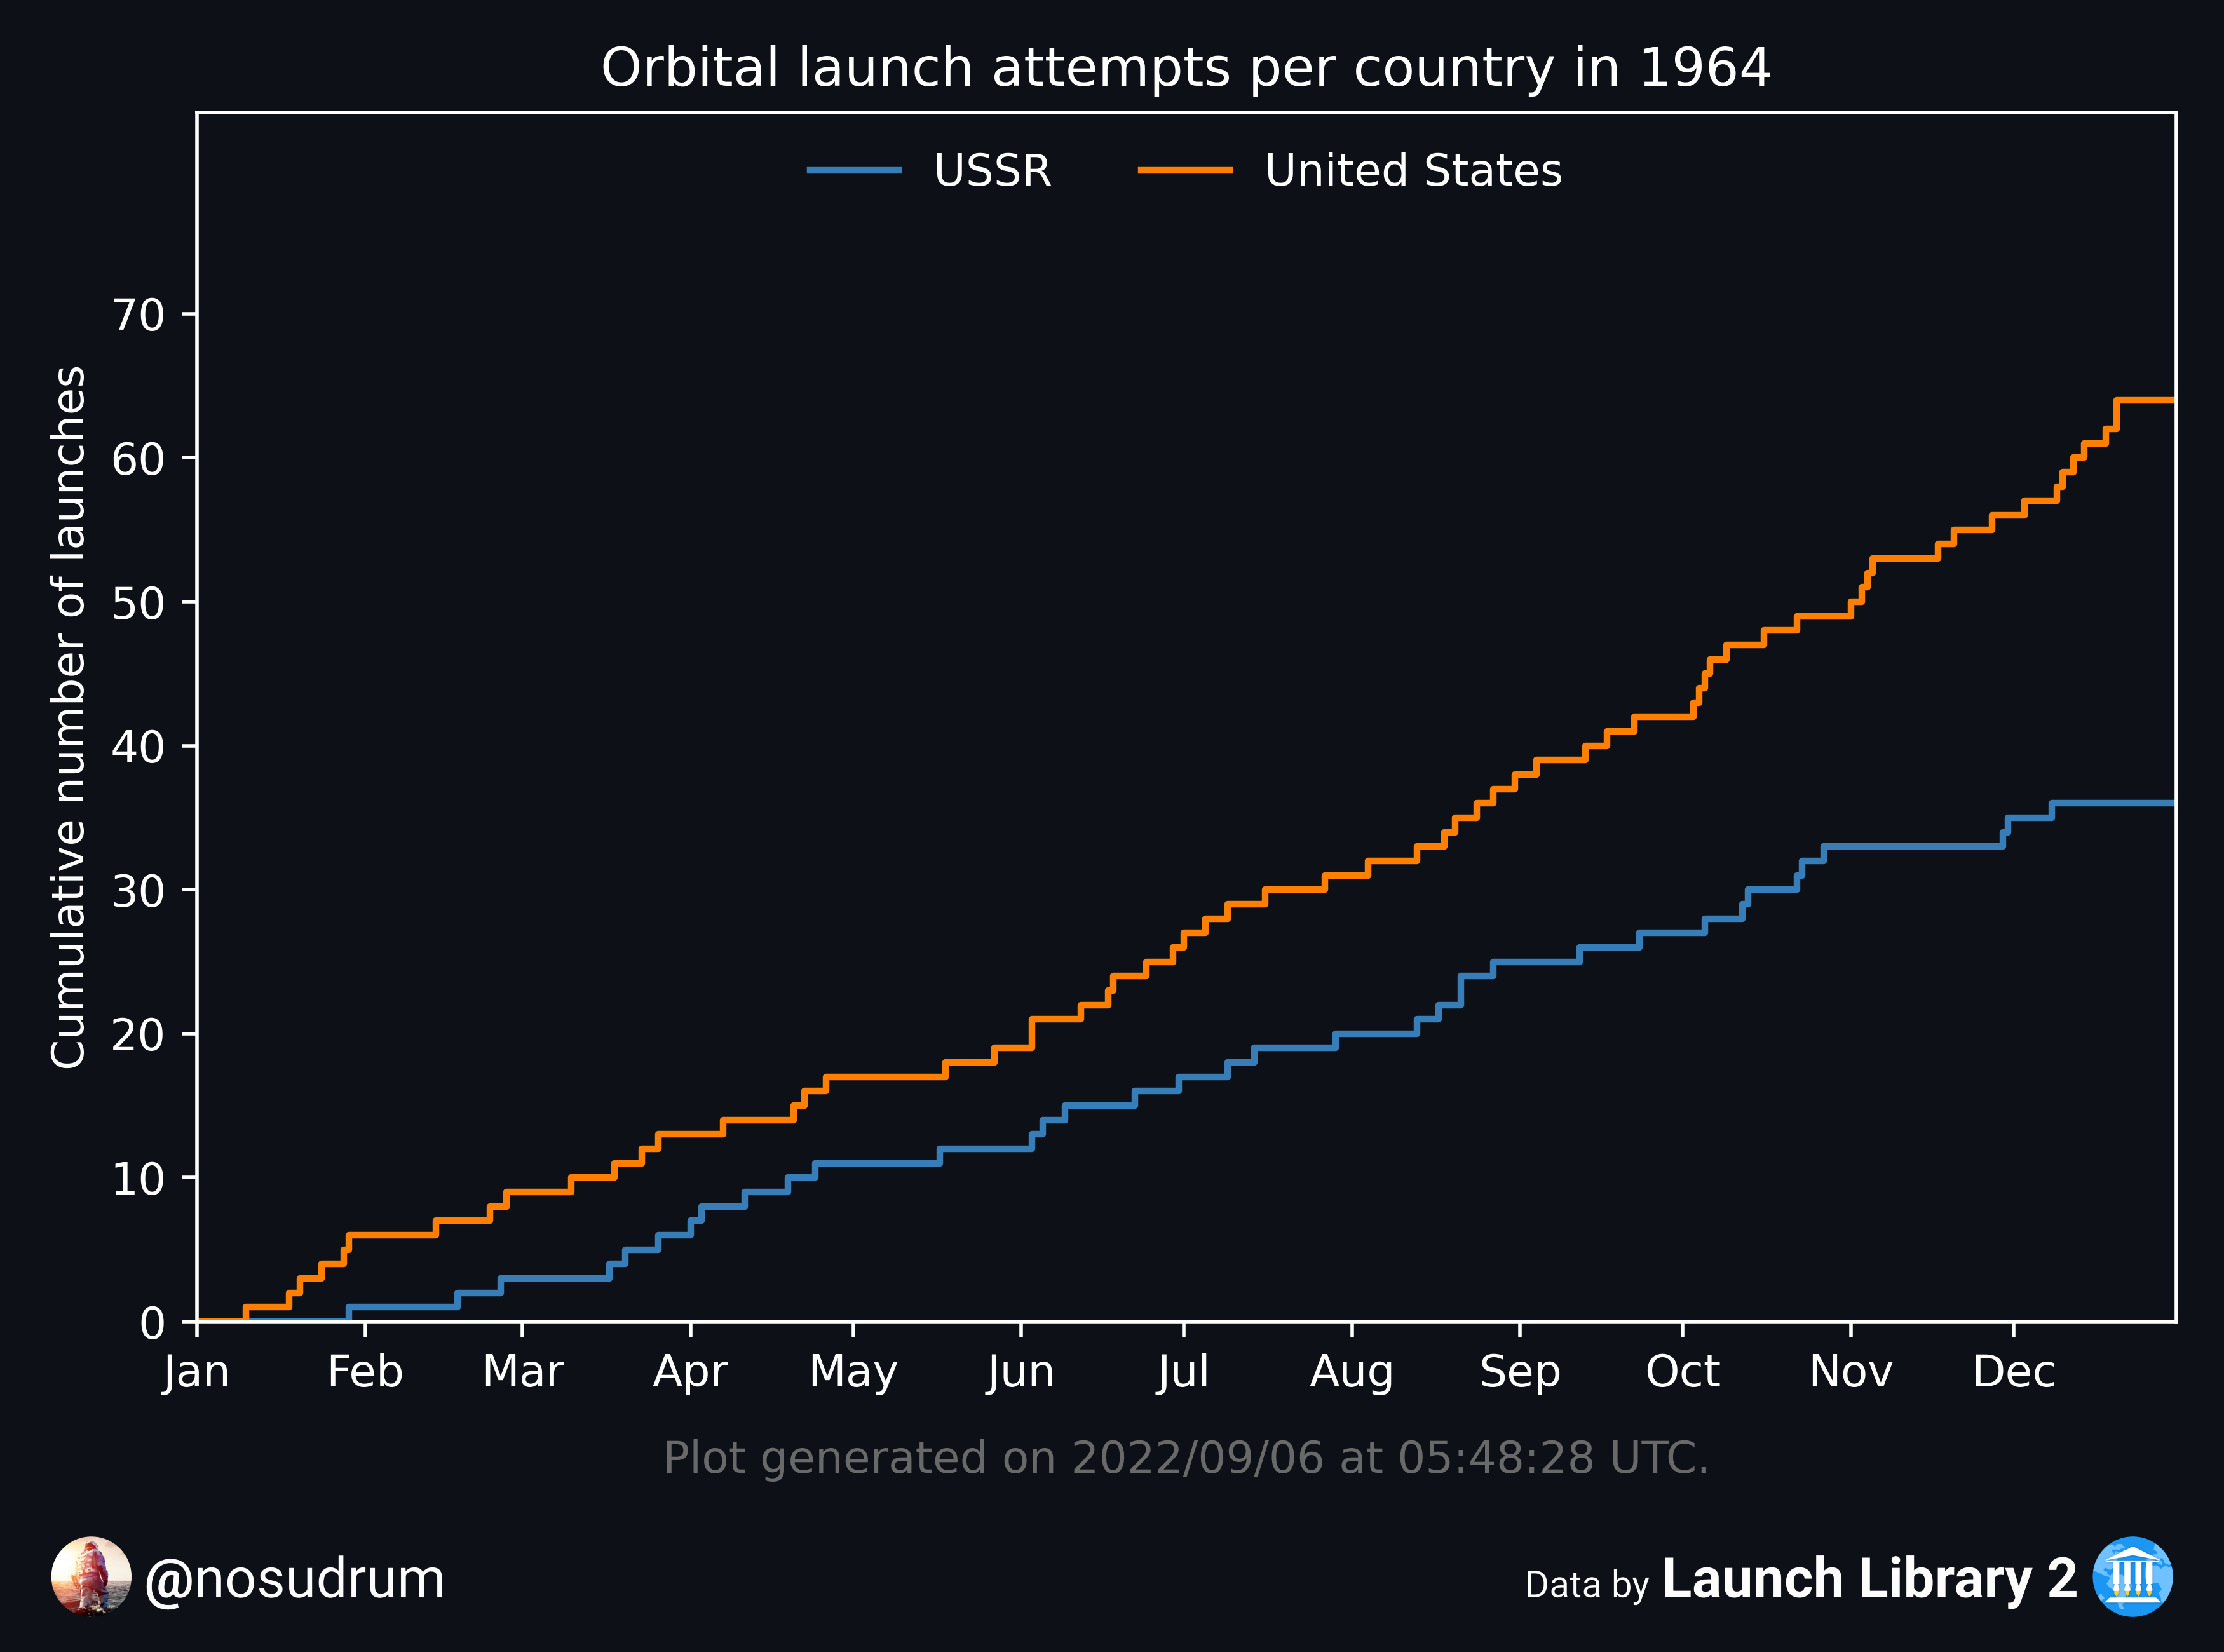 Orbital launch attempts per country in 1964
USSR
United States
Cumulative number of launches
70
60
50
40
30
20
10
0
Jan Feb Mar Apr May Jun Jul Aug Sep Oct Nov Dec
Plot generated on 2022/09/06 at 05:48:28 UTC.
@nosudrum
Data by Launch Library 2